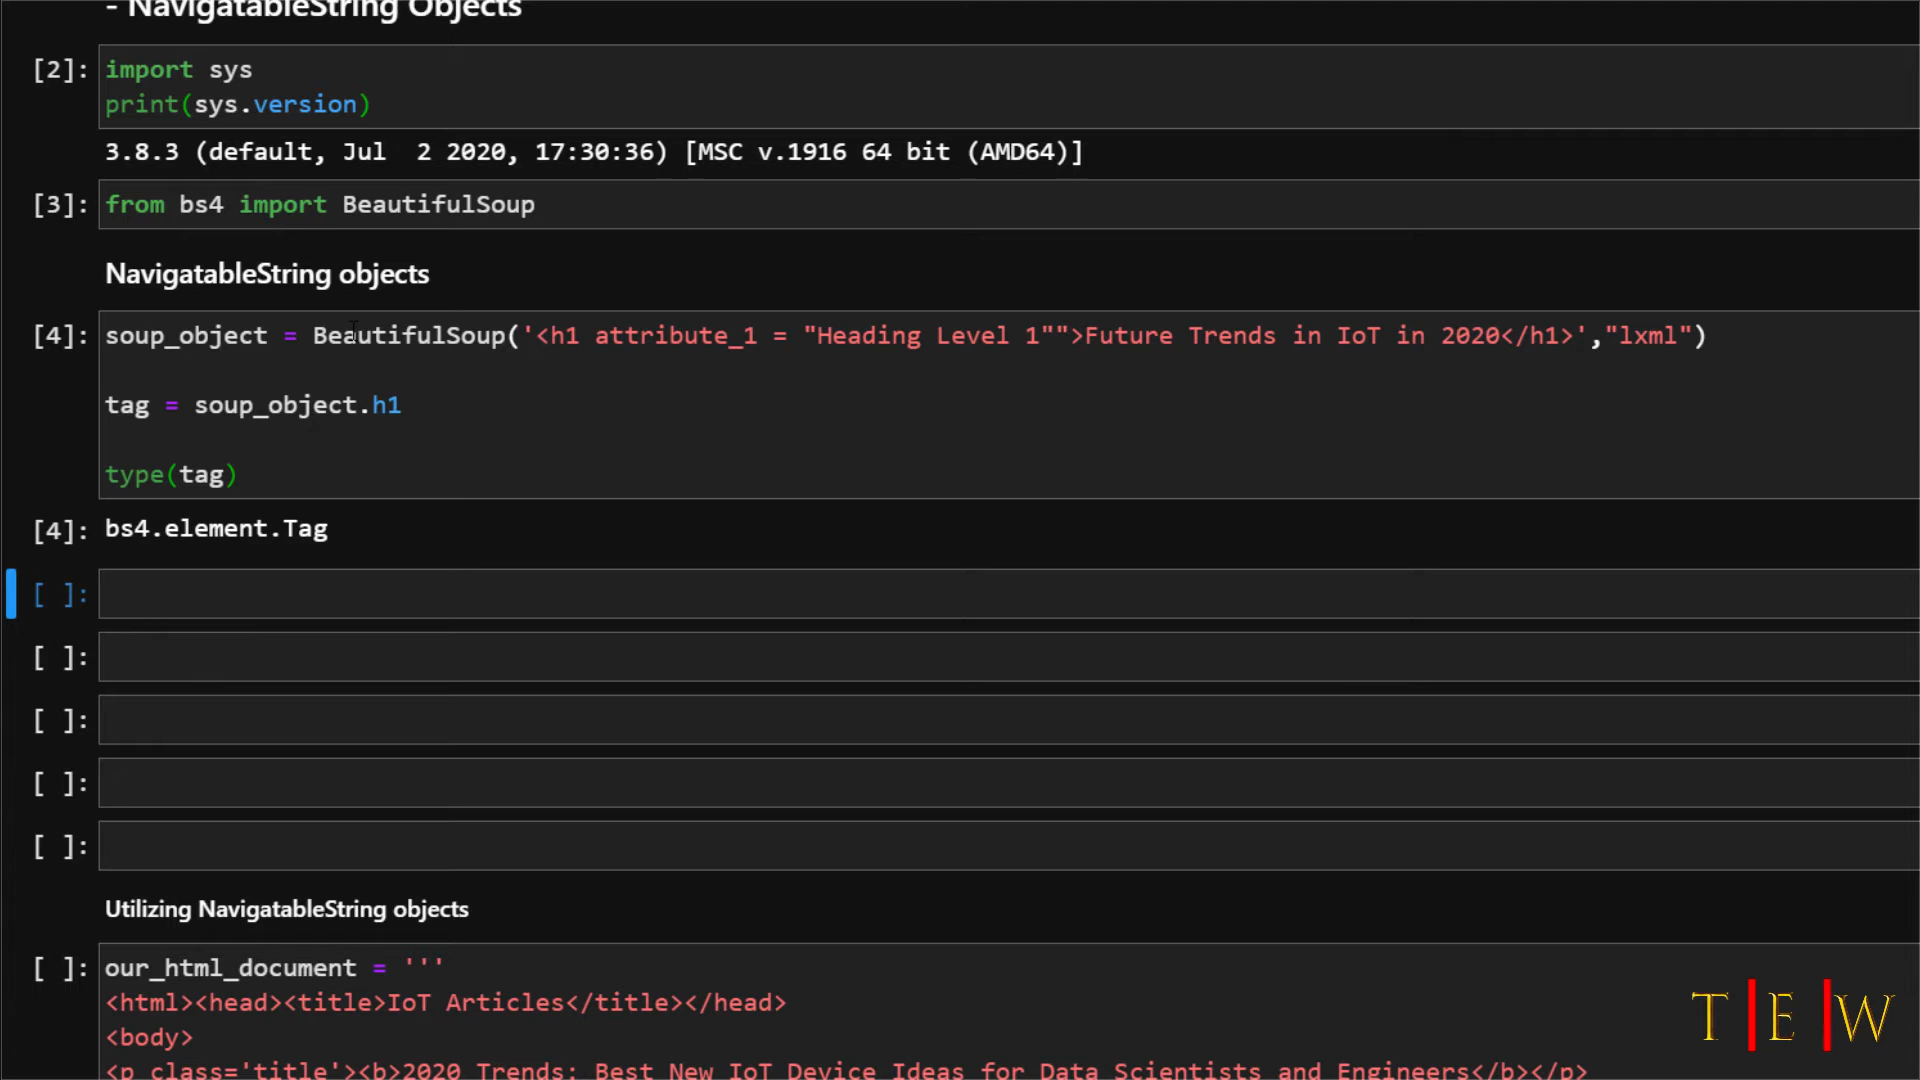 - NavigatableString Objects
[2]: import sys
print(sys.version)
3.8.3 (default, Jul  2 2020, 17:30:36) [MSC v.1916 64 bit (AMD64)]
[3]: from bs4 import BeautifulSoup
NavigatableString objects
[4]: soup_object = BeautifulSoup('<h1 attribute_1 = "Heading Level 1"">Future Trends in IoT in 2020</h1>',"lxml")
tag = soup_object.h1
type(tag)
[4]: bs4.element.Tag
[ ]:
[ ]:
[ ]:
[ ]:
[ ]:
Utilizing NavigatableString objects
[ ]: our_html_document = '''
<html><head><title>IoT Articles</title></head>
<body>
<p class='title'><b>2020 Trends: Best New IoT Device Ideas for Data Scientists and Engineers</b></p>
T|E|W